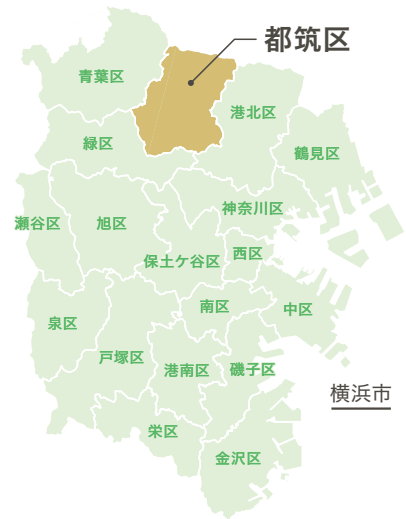 都筑区
青葉区
港北区
緑区
鶴見区
神奈川区
瀬谷区
旭区
保土ケ谷区
西区
南区
中区
泉区
戸塚区
港南区
磯子区
横浜市
栄区
金沢区